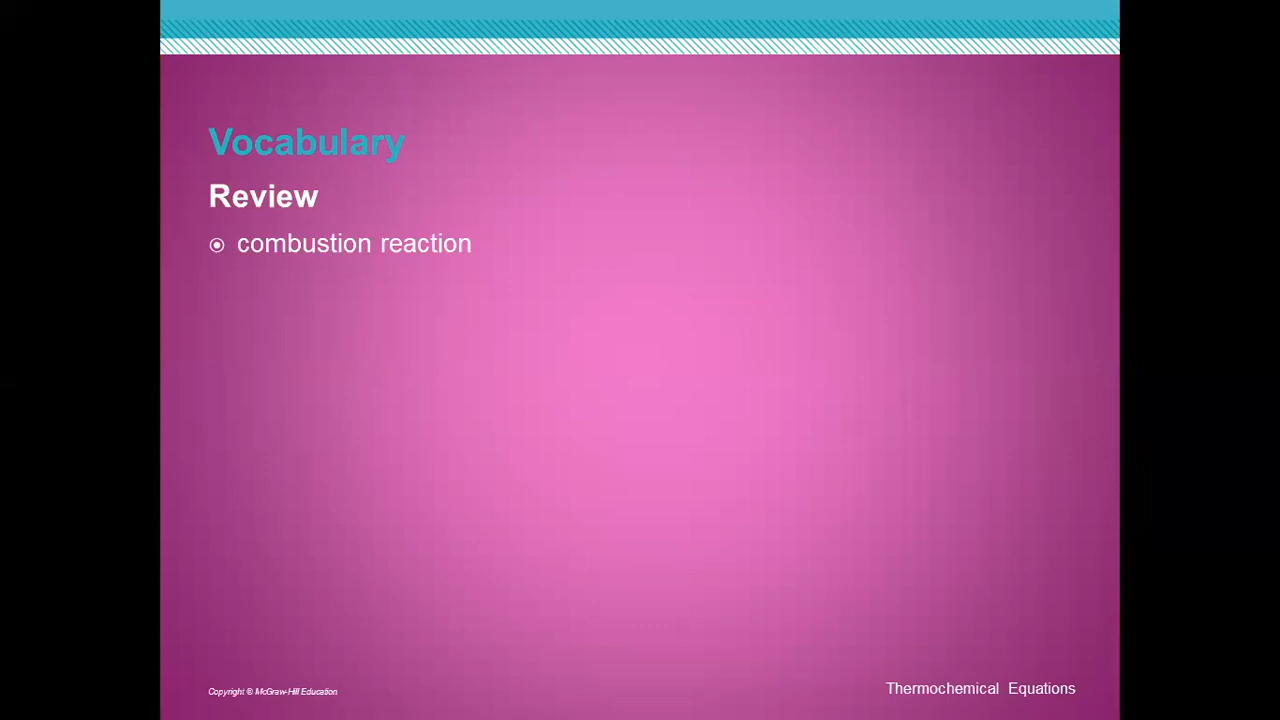 Vocabulary
Review
combustion reaction
Copyright © McGraw-Hill Education
Thermochemical Equations